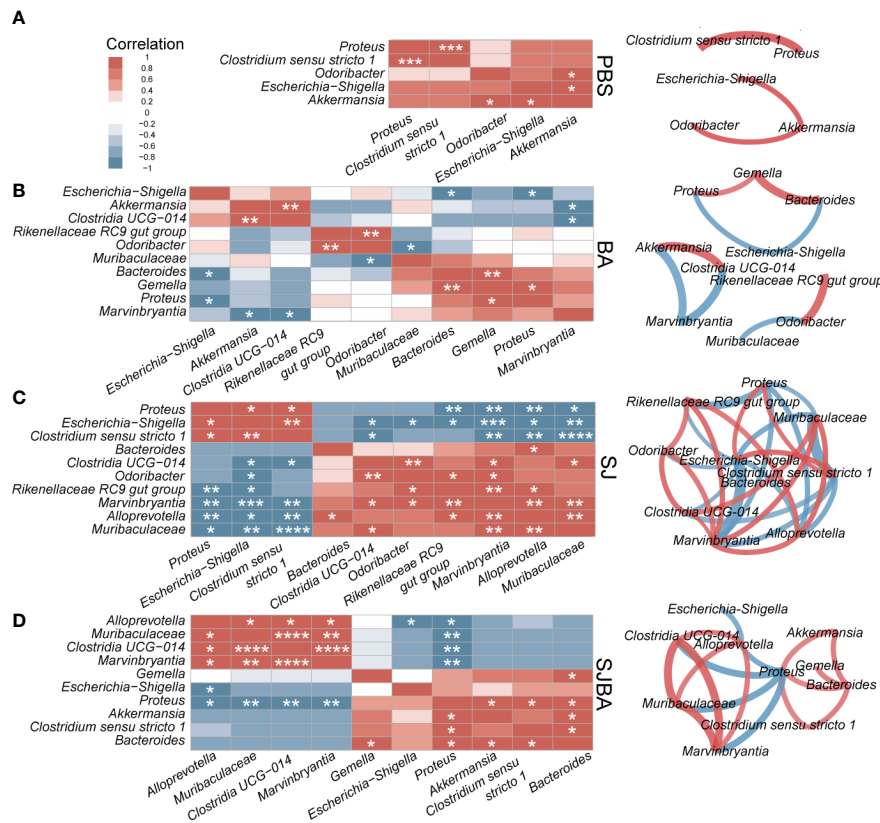 A
Correlation
1
0.8
0.6
0.4
0.2
0
−0.2
−0.4
−0.6
−0.8
−1
Proteus
Clostridium sensu stricto 1
Odoribacter
Escherichia−Shigella
Akkermansia
***
***
*
*
* *
PBS
Proteus
Clostridium sensu
stricto 1
Odoribacter
Escherichia−Shigella
Akkermansia
Clostridium sensu stricto 1
Proteus
Escherichia-Shigella
Odoribacter
Akkermansia
B
Escherichia−Shigella
Akkermansia
Clostridia UCG−014
Rikenellaceae RC9 gut group
Odoribacter
Muribaculaceae
Bacteroides
Gemella
Proteus
Marvinbryantia
* *
** *
** *
**
** *
*
* **
** *
* *
* *
BA
Escherichia−Shigella
Akkermansia
Clostridia UCG−014
Rikenellaceae RC9
gut group
Odoribacter
Muribaculaceae
Bacteroides
Gemella
Proteus
Marvinbryantia
Gemella
Proteus
Bacteroides
Akkermansia
Escherichia-Shigella
Clostridia UCG-014
Rikenellaceae RC9 gut group
Marvinbryantia
Odoribacter
Muribaculaceae
C
Proteus
Escherichia−Shigella
Clostridium sensu stricto 1
Bacteroides
Clostridia UCG−014
Odoribacter
Rikenellaceae RC9 gut group
Marvinbryantia
Alloprevotella
Muribaculaceae
* * ** ** ** *
* ** * * *** * **
* ** * ** ** ****
*
* * ** * *
* ** * *
** * * ** *
** *** ** * * ** ** **
** * ** * * ** **
* ** **** * ** **
SJ
Proteus
Escherichia−Shigella
Clostridium sensu
stricto 1
Bacteroides
Clostridia UCG−014
Odoribacter
Rikenellaceae RC9
gut group
Marvinbryantia
Alloprevotella
Muribaculaceae
Proteus
Rikenellaceae RC9 gut group
Muribaculaceae
Odoribacter
Escherichia-Shigella
Clostridium sensu stricto 1
Bacteroides
Clostridia UCG-014
Alloprevotella
Marvinbryantia
D
Alloprevotella
Muribaculaceae
Clostridia UCG−014
Marvinbryantia
Gemella
Escherichia−Shigella
Proteus
Akkermansia
Clostridium sensu stricto 1
Bacteroides
* * * * *
* **** ** **
* **** **** **
* ** **** **
*
*
* ** ** ** * * *
* *
* *
* * * *
SJBA
Alloprevotella
Muribaculaceae
Clostridia UCG−014
Marvinbryantia
Gemella
Escherichia−Shigella
Proteus
Akkermansia
Clostridium sensu
stricto 1
Bacteroides
Escherichia-Shigella
Clostridia UCG-014
Alloprevotella
Akkermansia
Proteus
Gemella
Bacteroides
Muribaculaceae
Clostridium sensu stricto 1
Marvinbryantia